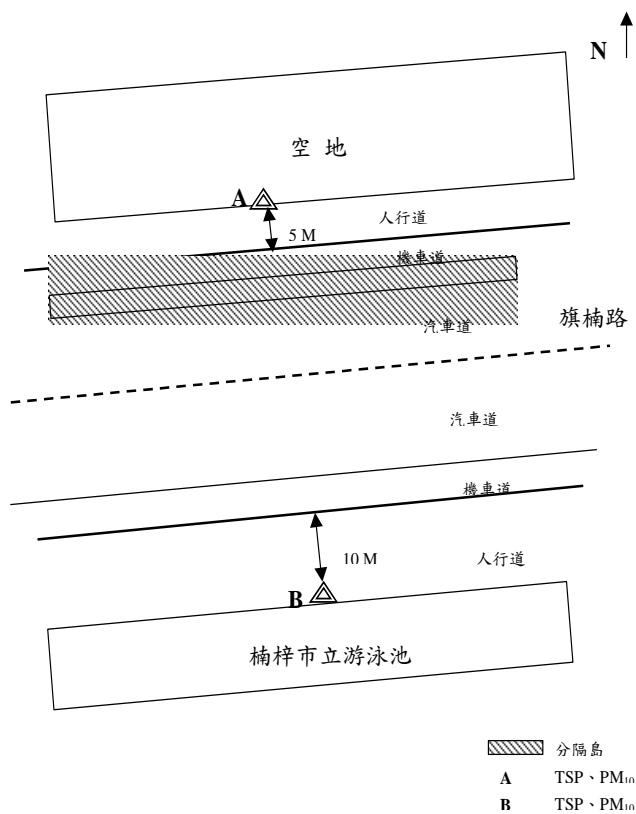 N
空 地
A
人行道
5 M
機車道
旗楠路
汽車道
汽車道
機車道
10 M
人行道
B
楠梓市立游泳池
分隔島
A TSP、PM₁₀
B TSP、PM₁₀